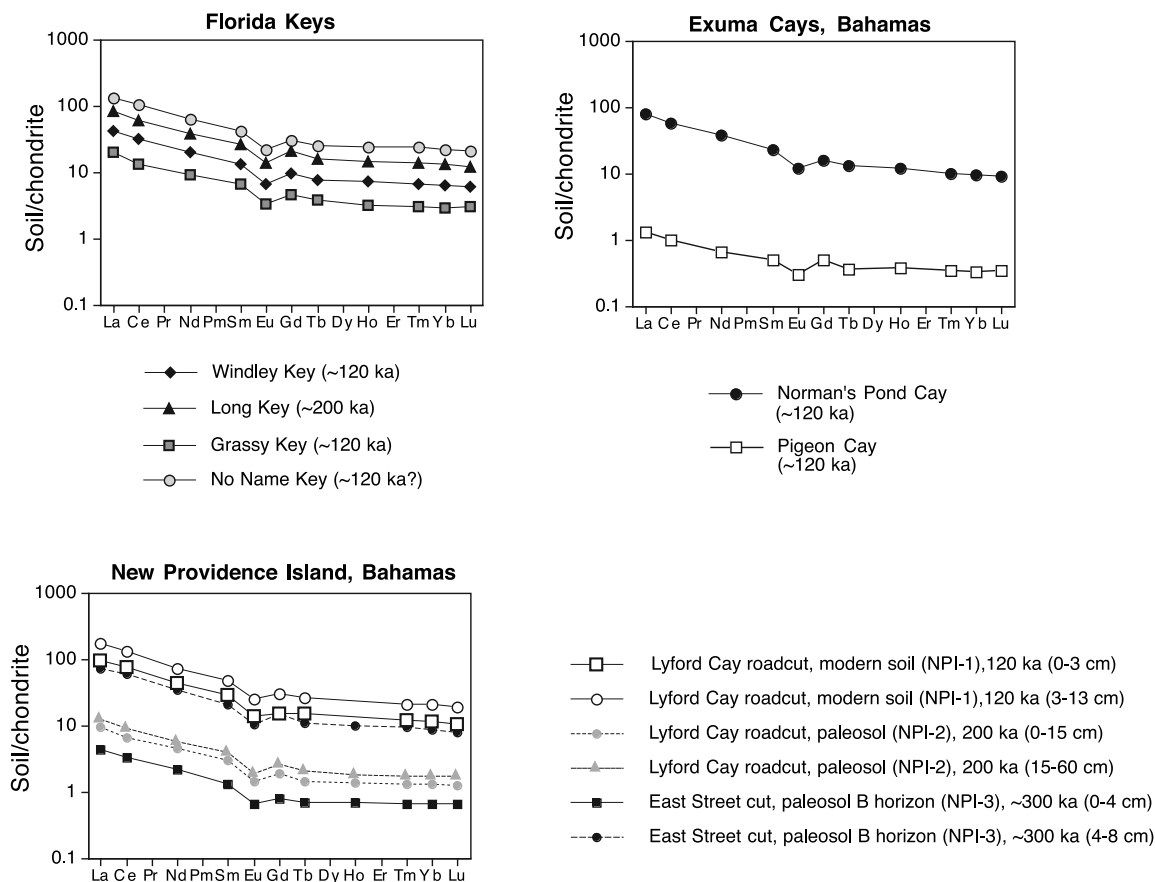 Florida Keys
1000
100
10
1
0.1
Soil/chondrite
La Ce Pr Nd Pm Sm Eu Gd Tb Dy Ho Er Tm Yb Lu
Windley Key (~120 ka)
Long Key (~200 ka)
Grassy Key (~120 ka)
No Name Key (~120 ka?)
Exuma Cays, Bahamas
1000
100
10
1
0.1
Soil/chondrite
La Ce Pr Nd Pm Sm Eu Gd Tb Dy Ho Er Tm Yb Lu
Norman's Pond Cay
(~120 ka)
Pigeon Cay
(~120 ka)
New Providence Island, Bahamas
1000
100
10
1
0.1
Soil/chondrite
La Ce Pr Nd Pm Sm Eu Gd Tb Dy Ho Er Tm Yb Lu
Lyford Cay roadcut, modern soil (NPI-1),120 ka (0-3 cm)
Lyford Cay roadcut, modern soil (NPI-1),120 ka (3-13 cm)
Lyford Cay roadcut, paleosol (NPI-2), 200 ka (0-15 cm)
Lyford Cay roadcut, paleosol (NPI-2), 200 ka (15-60 cm)
East Street cut, paleosol B horizon (NPI-3), ~300 ka (0-4 cm)
East Street cut, paleosol B horizon (NPI-3), ~300 ka (4-8 cm)